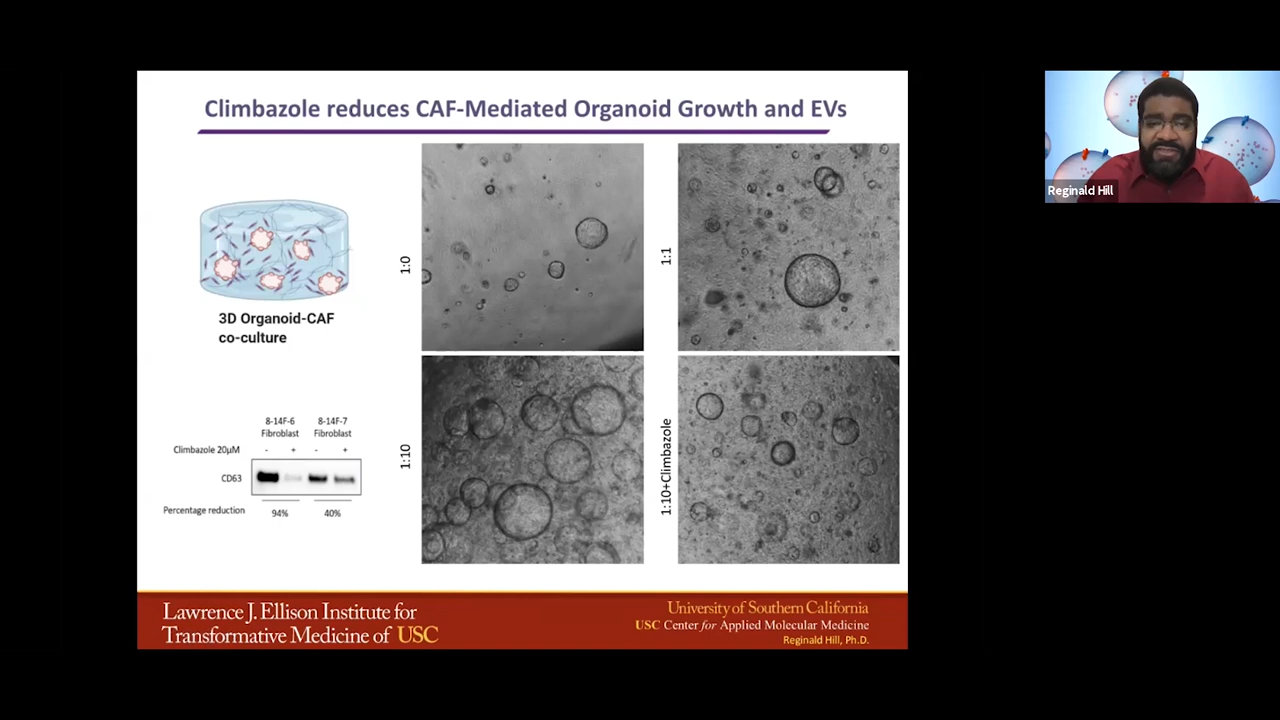 Climbazole reduces CAF-Mediated Organoid Growth and EVs
Reginald Hill
3D Organoid-CAF
co-culture
1:0
1:1
1:10
1:10+Climbazole
8-14F-6
Fibroblast
8-14F-7
Fibroblast
Climbazole 20μM
- + - +
CD63
Percentage reduction
94%
40%
Lawrence J. Ellison Institute for
Transformative Medicine of USC
University of Southern California
USC Center for Applied Molecular Medicine
Reginald Hill, Ph.D.